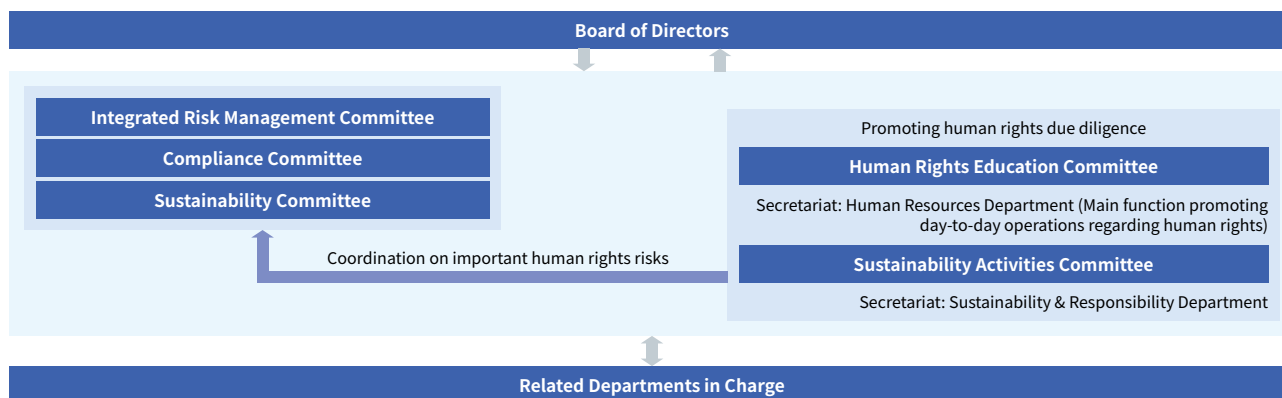 Board of Directors
Integrated Risk Management Committee
Compliance Committee
Sustainability Committee
Promoting human rights due diligence
Human Rights Education Committee
Secretariat: Human Resources Department (Main function promoting
day-to-day operations regarding human rights)
Coordination on important human rights risks
Sustainability Activities Committee
Secretariat: Sustainability & Responsibility Department
Related Departments in Charge